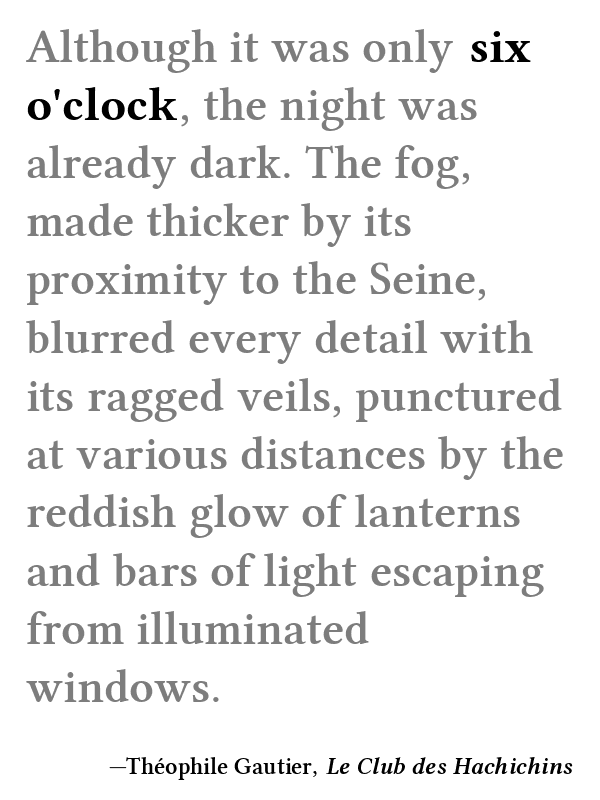 Although it was only six
o'clock, the night was
already dark. The fog,
made thicker by its
proximity to the Seine,
blurred every detail with
its ragged veils, punctured
at various distances by the
reddish glow of lanterns
and bars of light escaping
from illuminated
windows.
—Théophile Gautier, Le Club des Hachichins